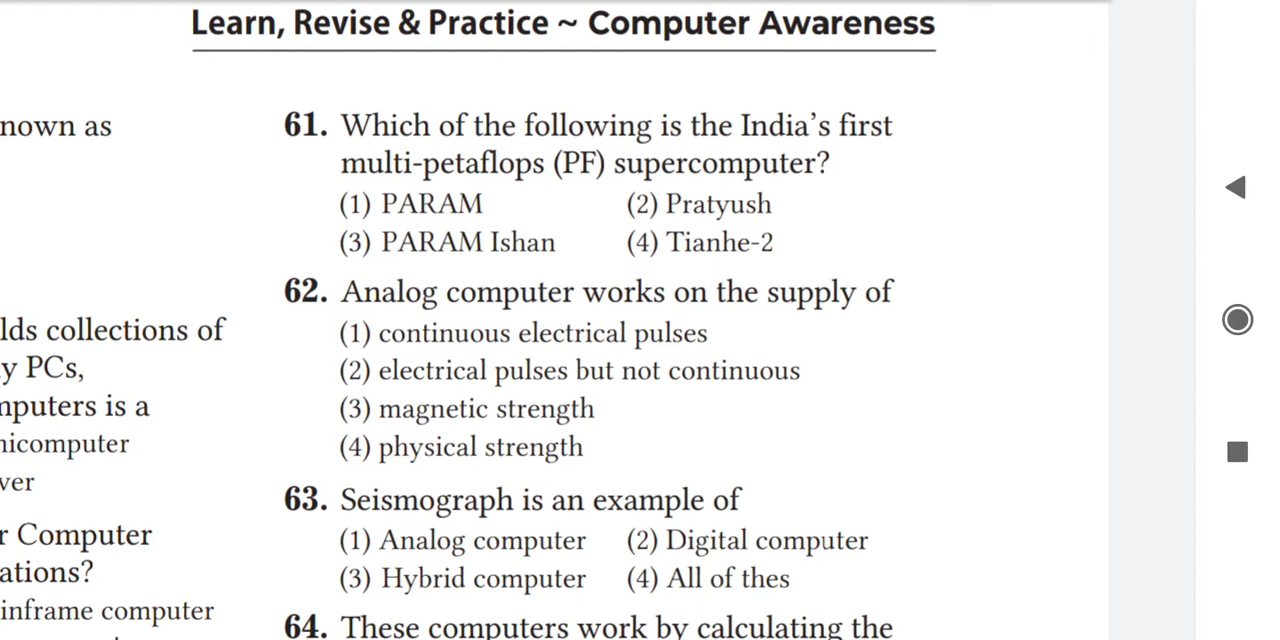 Learn, Revise & Practice ~ Computer Awareness
nown as
lds collections of
y PCs,
mputers is a
nicomputer
ver
r Computer
ations?
inframe computer
61. Which of the following is the India's first
multi-petaflops (PF) supercomputer?
(1) PARAM (2) Pratyush
(3) PARAM Ishan (4) Tianhe-2
62. Analog computer works on the supply of
(1) continuous electrical pulses
(2) electrical pulses but not continuous
(3) magnetic strength
(4) physical strength
63. Seismograph is an example of
(1) Analog computer (2) Digital computer
(3) Hybrid computer (4) All of thes
64. These computers work by calculating the